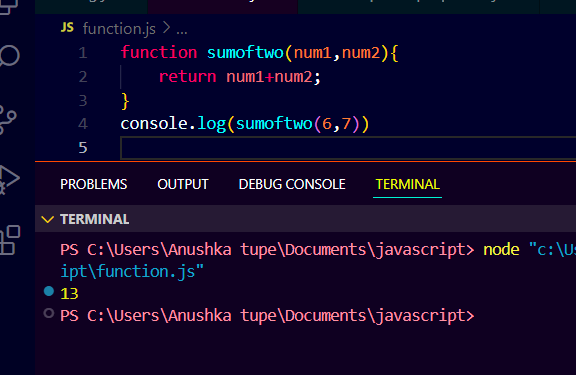 JS function.js > ...
1 function sumoftwo(num1,num2){
2 return num1+num2;
3 }
4 console.log(sumoftwo(6,7))
5
PROBLEMS OUTPUT DEBUG CONSOLE TERMINAL
TERMINAL
PS C:\Users\Anushka tupe\Documents\javascript> node "c:\Us
ipt\function.js"
13
PS C:\Users\Anushka tupe\Documents\javascript>